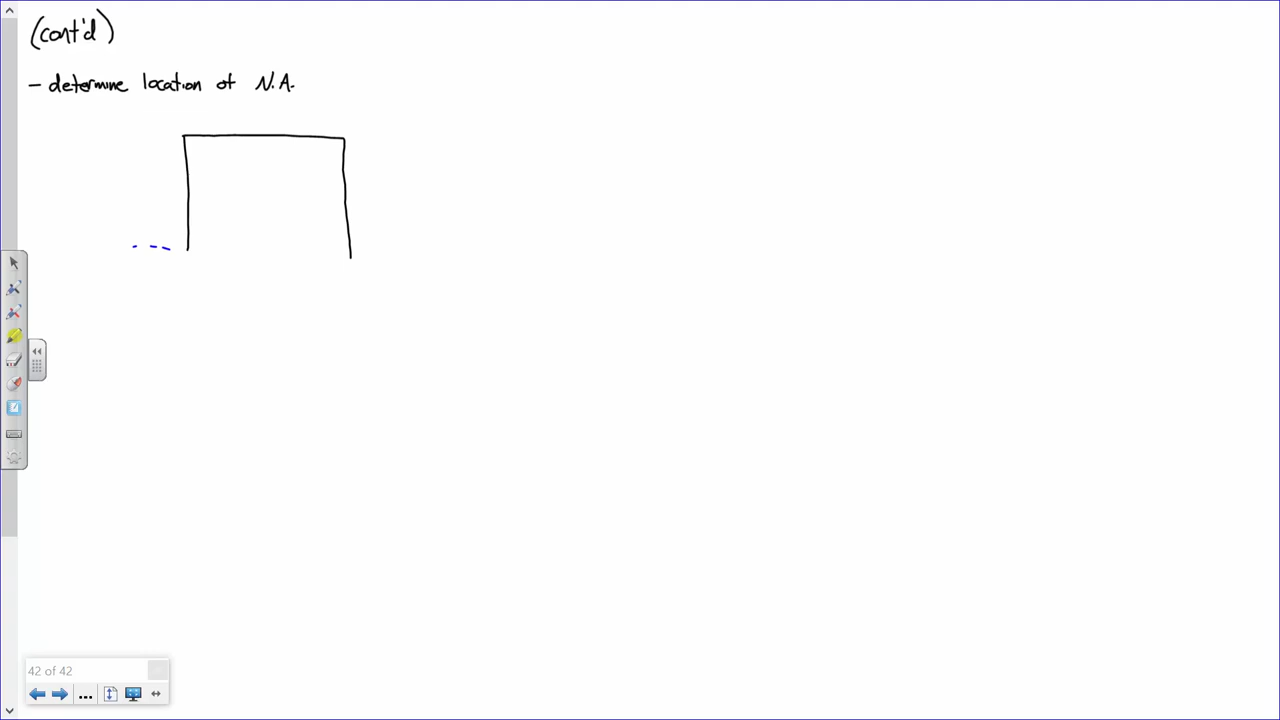 (cont'd)
- determine location of N.A.
42 of 42
...